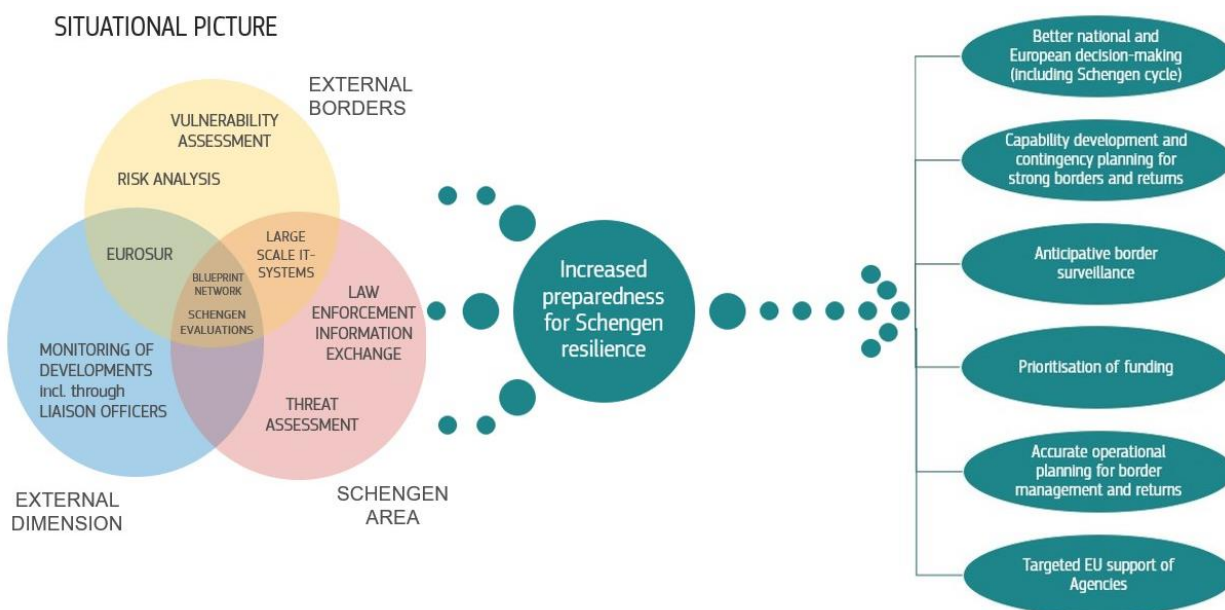 SITUATIONAL PICTURE
EXTERNAL
BORDERS
VULNERABILITY
ASSESSMENT
RISK ANALYSIS
EUROSUR
LARGE
SCALE IT-
SYSTEMS
BLUEPRINT
NETWORK
SCHENGEN
EVALUATIONS
LAW
ENFORCEMENT
INFORMATION
EXCHANGE
MONITORING OF
DEVELOPMENTS
incl. through
LIAISON OFFICERS
THREAT
ASSESSMENT
EXTERNAL
DIMENSION
SCHENGEN
AREA
Increased
preparedness
for Schengen
resilience
Better national and
European decision-making
(including Schengen cycle)
Capability development and
contingency planning for
strong borders and returns
Anticipative border
surveillance
Prioritisation of funding
Accurate operational
planning for border
management and returns
Targeted EU support of
Agencies